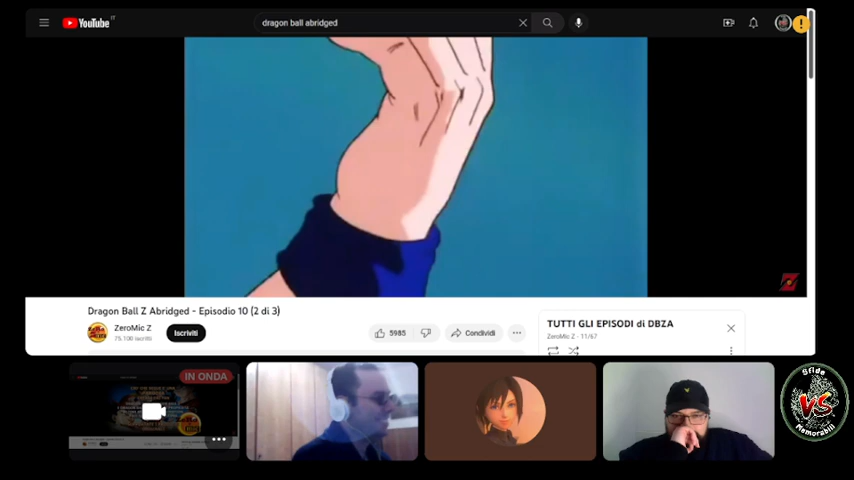 YouTube IT
dragon ball abridged
Dragon Ball Z Abridged - Episodio 10 (2 di 3)
ZeroMic Z
75.100 iscritti
Iscriviti
5985
Condividi
TUTTI GLI EPISODI di DBZA
ZeroMic Z - 11/67
IN ONDA
Sfide
VS
Memorabili